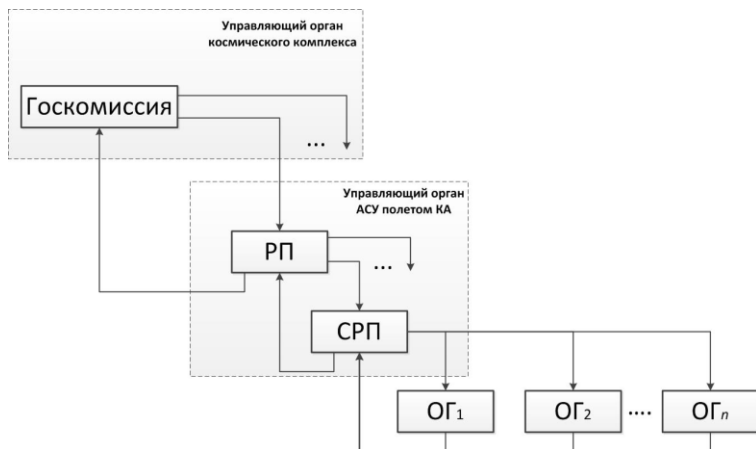 Управляющий орган
космического комплекса
Госкомиссия
...
Управляющий орган
АСУ полетом КА
РП
...
СРП
ОГ1 ОГ2 .... ОГn